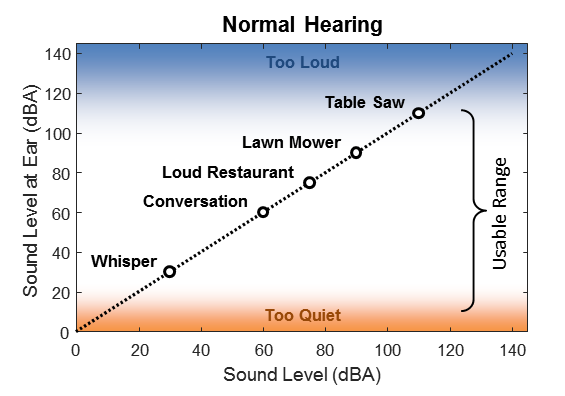 Normal Hearing
Sound Level at Ear (dBA)
140
120
100
80
60
40
20
0
Too Loud
Table Saw
Lawn Mower
Loud Restaurant
Conversation
Whisper
Too Quiet
Usable Range
0 20 40 60 80 100 120 140
Sound Level (dBA)